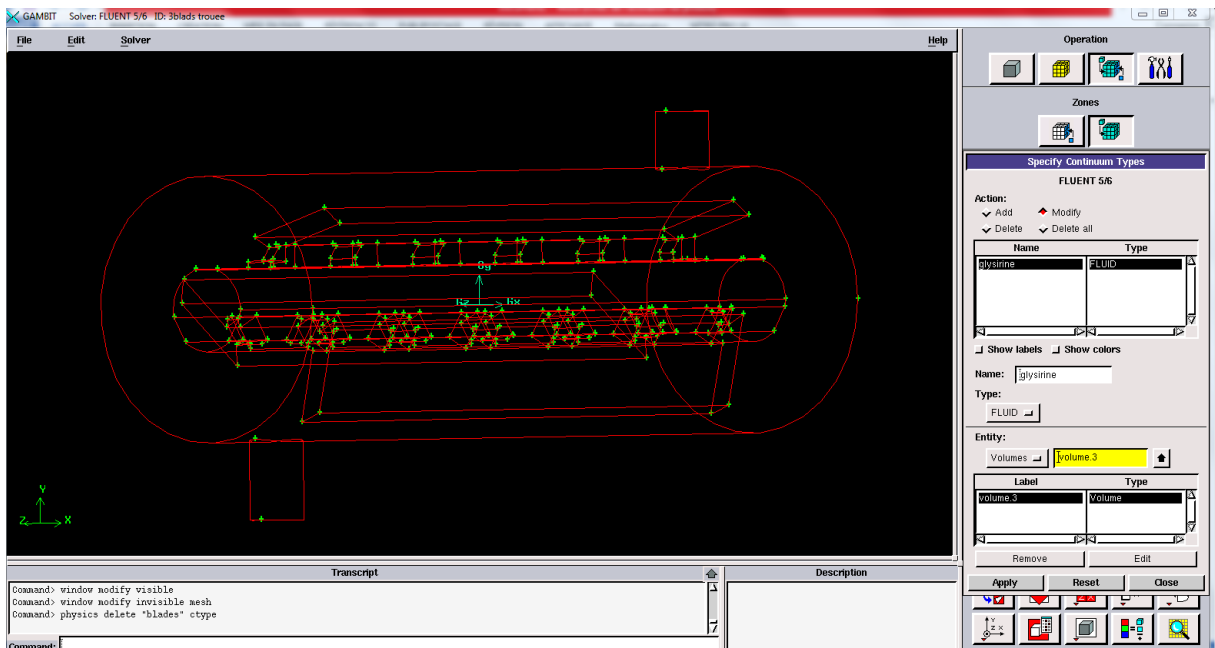 GAMBIT Solver: FLUENT 5/6 ID: 3blads trouee
File Edit Solver Help
Operation
Zones
Specify Continuum Types
FLUENT 5/6
Action:
Add Modify
Delete Delete all
Name Type
glysirine FLUID
Show labels Show colors
Name: glysirine
Type:
FLUID
Entity:
Volumes volume.3
Label Type
volume.3 Volume
Remove Edit
Apply Reset Close
Gy
Gx
Y
Z X
Transcript Description
Command> window modify visible
Command> window modify invisible mesh
Command> physics delete "blades" ctype
Command: